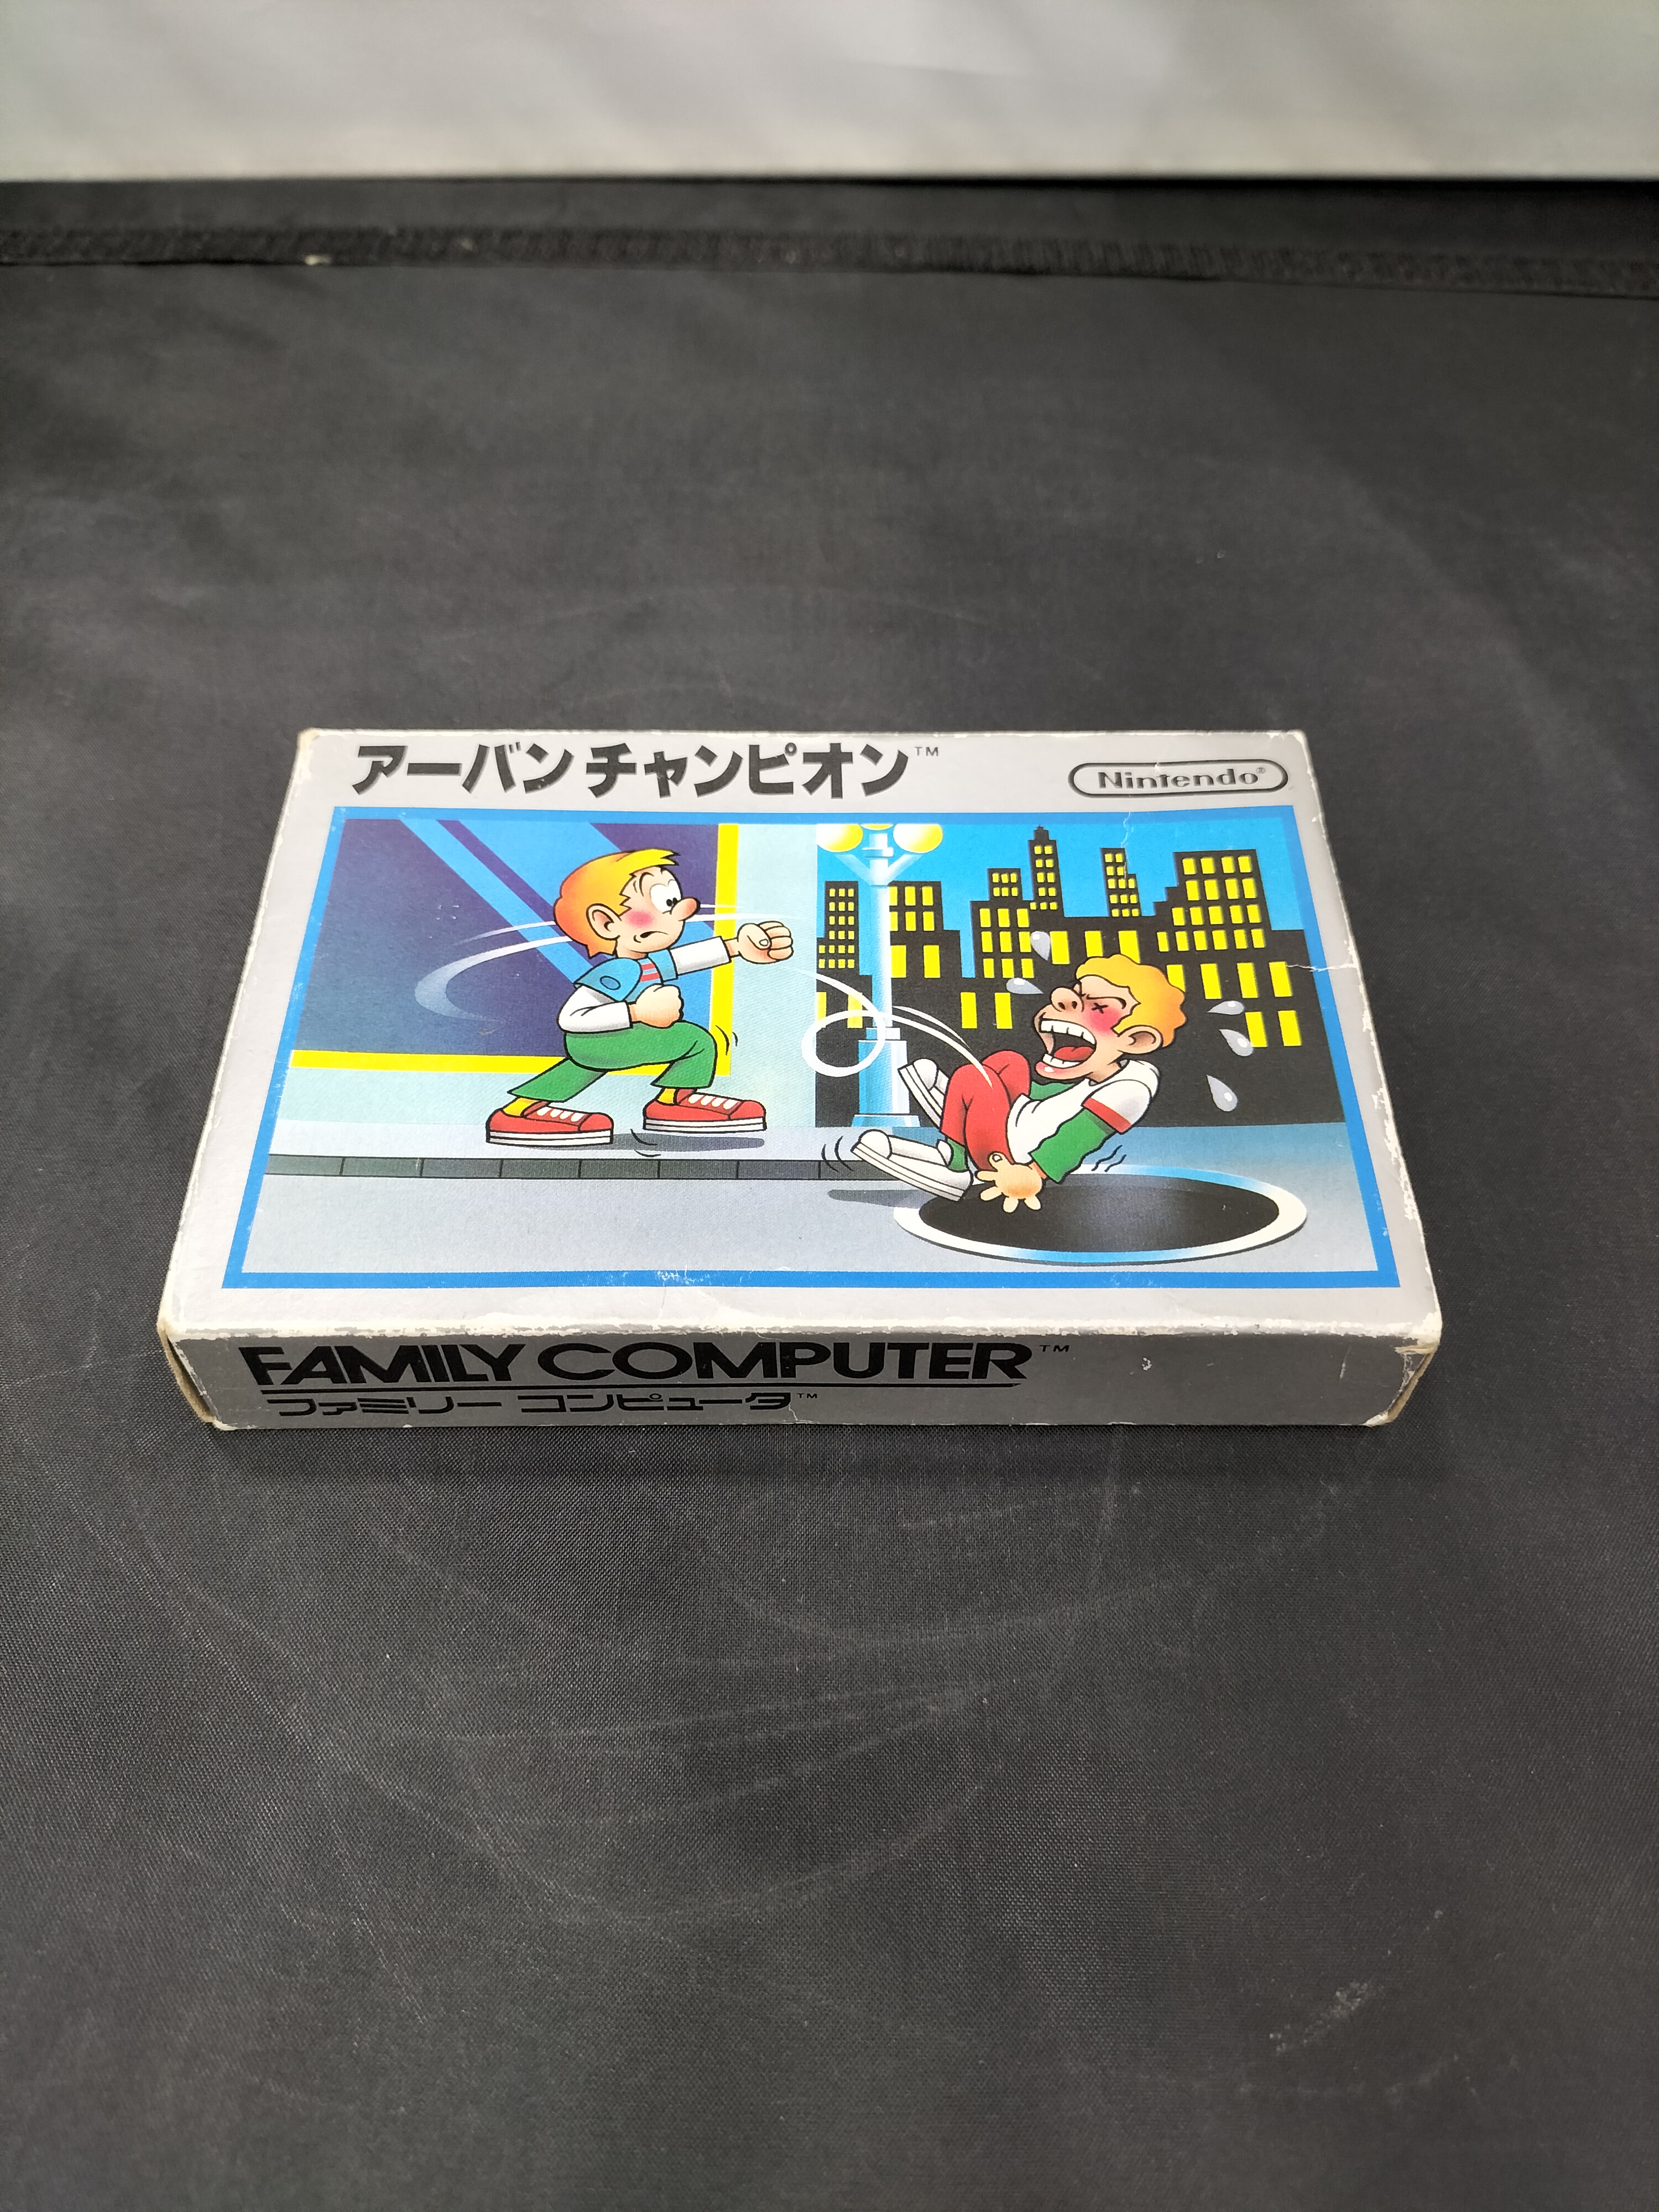 アーバン チャンピオン™
Nintendo®
FAMILY COMPUTER™
ファミリー コンピュータ™